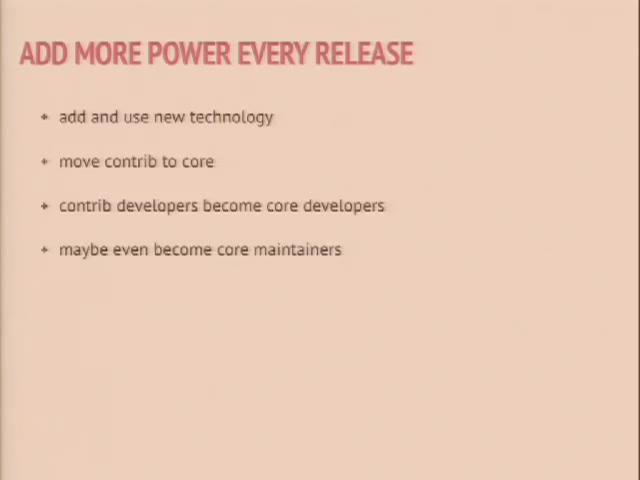 ADD MORE POWER EVERY RELEASE
add and use new technology
move contrib to core
contrib developers become core developers
maybe even become core maintainers